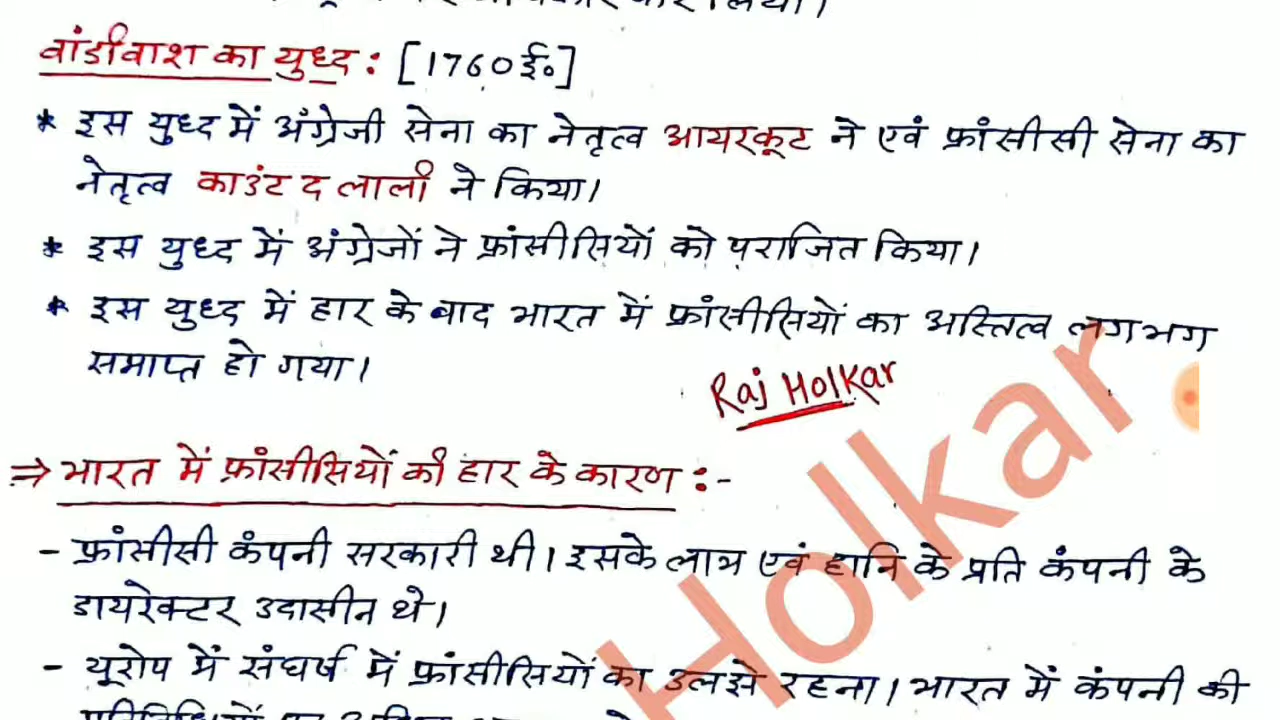 वांडीवाश का युध्द : [1760ई०]
* इस युध्द में अंग्रेजी सेना का नेतृत्व आयरकूट ने एवं फ्रांसीसी सेना का
नेतृत्व काउंट द लाली ने किया।
* इस युध्द में अंग्रेजों ने फ्रांसीसियों को पराजित किया।
* इस युध्द में हार के बाद भारत में फ्रांसीसियों का अस्तित्व लगभग
समाप्त हो गया।
Raj Holkar
⇒ भारत में फ्रांसीसियों की हार के कारण :-
- फ्रांसीसी कंपनी सरकारी थी। इसके लाभ एवं हानि के प्रति कंपनी के
डायरेक्टर उदासीन थे।
- यूरोप में संघर्ष में फ्रांसीसियों का उलझे रहना। भारत में कंपनी की
Holkar